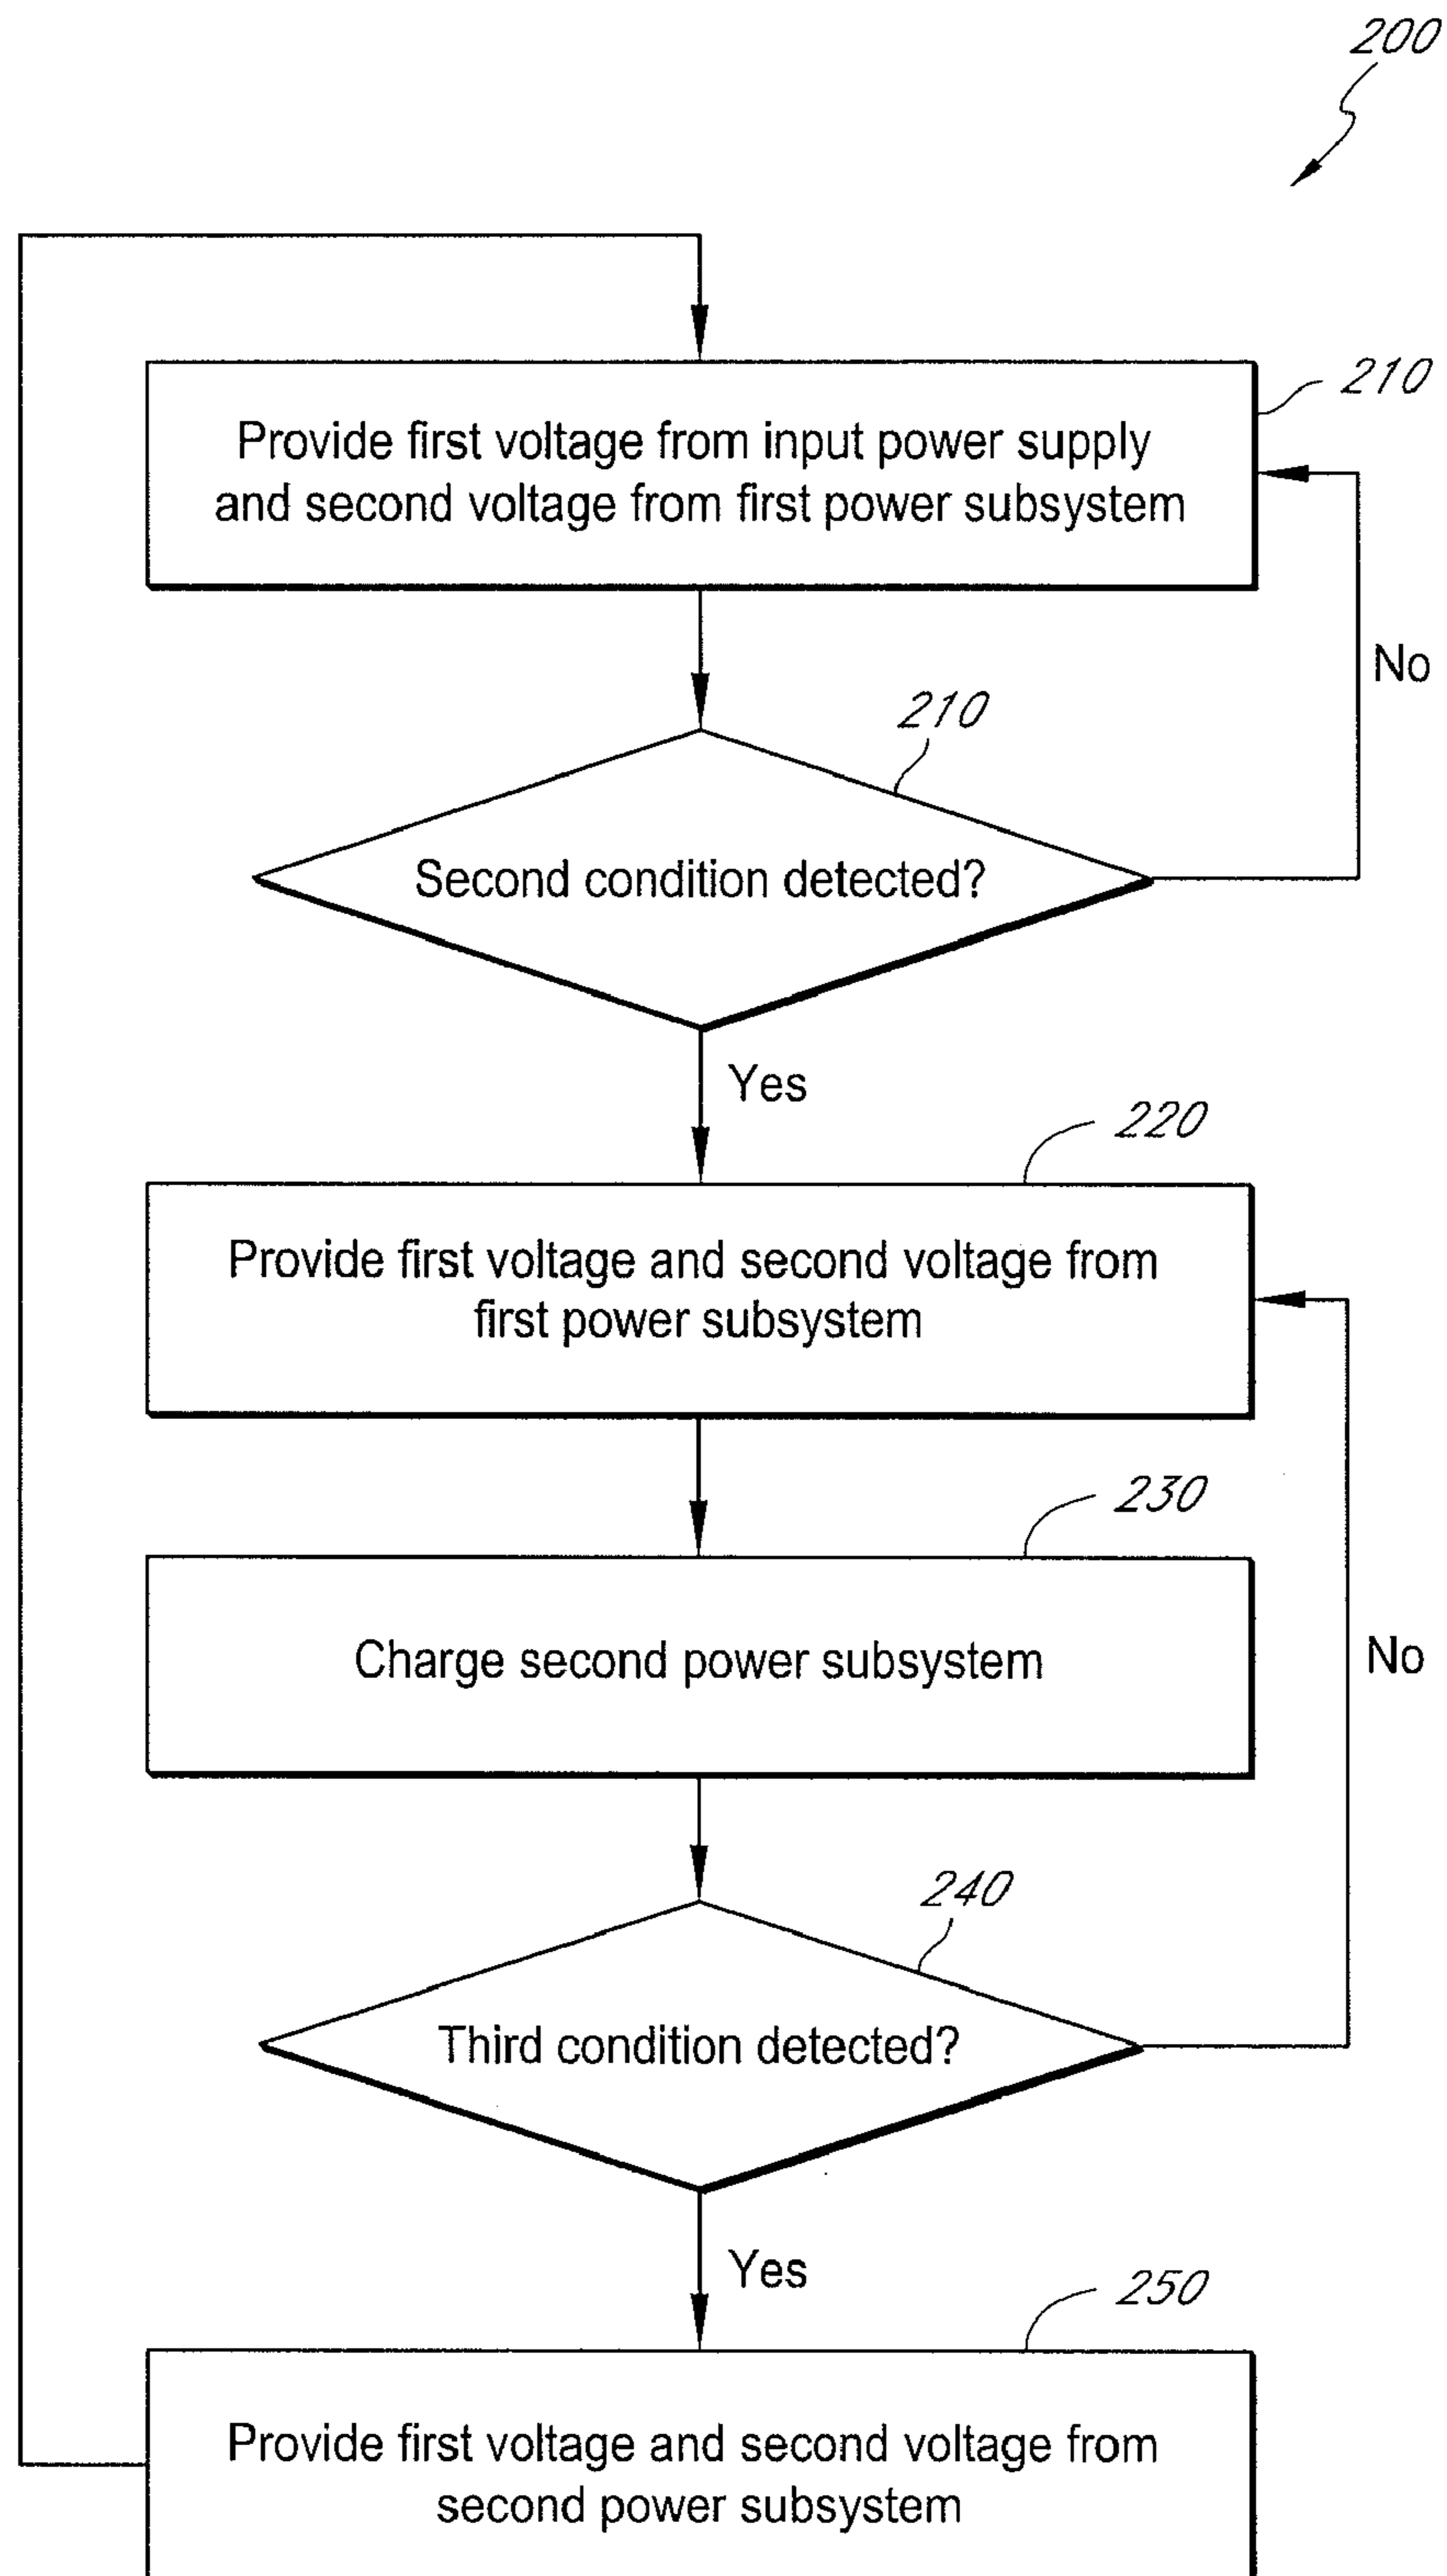 200
210
Provide first voltage from input power supply
and second voltage from first power subsystem
No
210
Second condition detected?
Yes
220
Provide first voltage and second voltage from
first power subsystem
230
Charge second power subsystem
No
240
Third condition detected?
Yes
250
Provide first voltage and second voltage from
second power subsystem